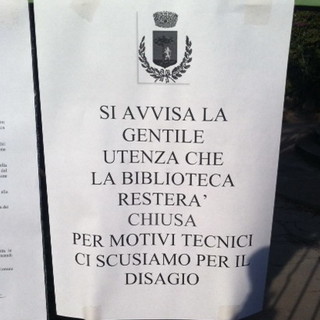 SI AVVISA LA
GENTILE
UTENZA CHE
LA BIBLIOTECA
RESTERA'
CHIUSA
PER MOTIVI TECNICI
CI SCUSIAMO PER IL
DISAGIO